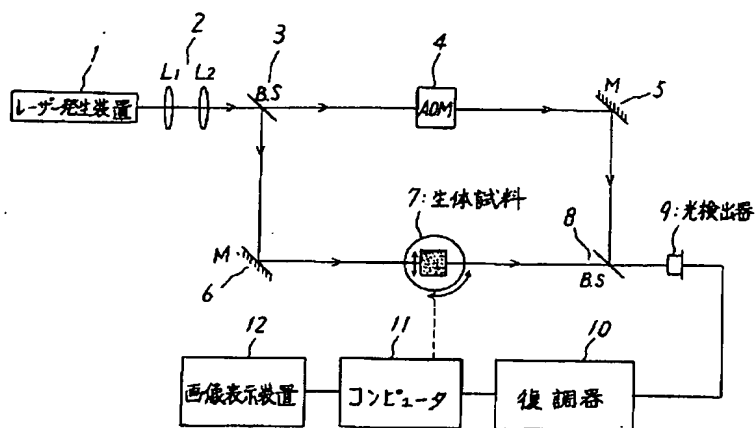 1
レーザー発生装置
2
L1 L2
3
B.S
4
AOM
M
5
M
6
7:生体試料
8
B.S
9:光検出器
12
画像表示装置
11
コンピュータ
10
復調器